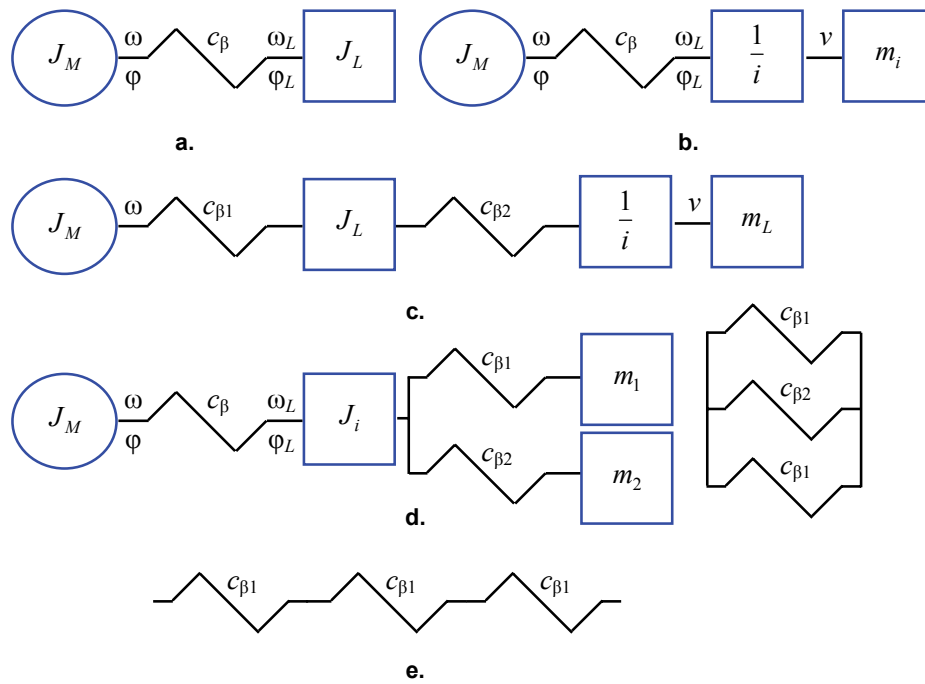 J_M ω φ c_β ω_L φ_L J_L
a.
J_M ω φ c_β ω_L φ_L 1/i v m_i
b.
J_M ω c_β1 J_L c_β2 1/i v m_L
c.
J_M ω φ c_β ω_L φ_L J_i c_β1 m_1
c_β2 m_2
d.
c_β1
c_β2
c_β1
c_β1 c_β1 c_β1
e.